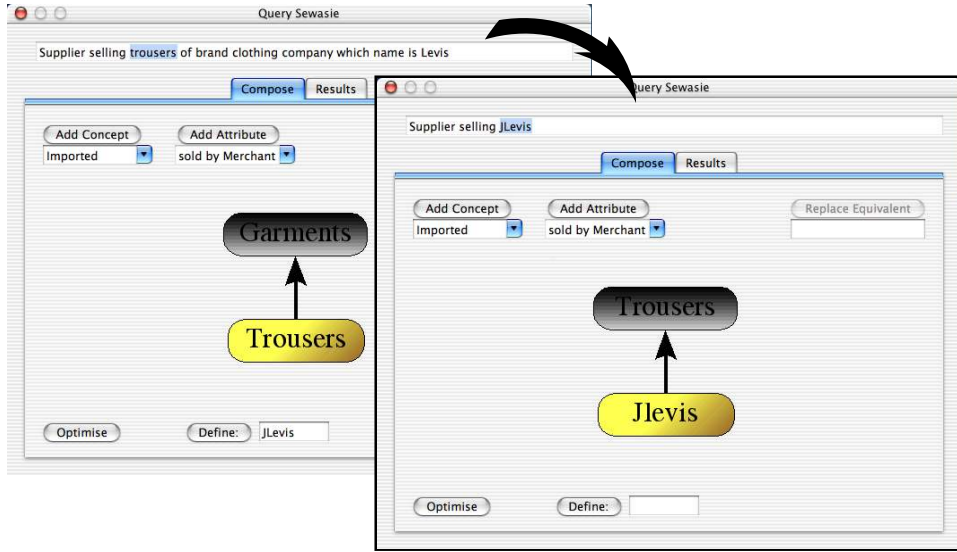 Query Sewasie
Supplier selling trousers of brand clothing company which name is Levis
Compose Results
Add Concept Add Attribute
Imported sold by Merchant
Garments
Trousers
Optimise Define: JLevis
Query Sewasie
Supplier selling JLevis
Compose Results
Add Concept Add Attribute Replace Equivalent
Imported sold by Merchant
Trousers
Jlevis
Optimise Define: